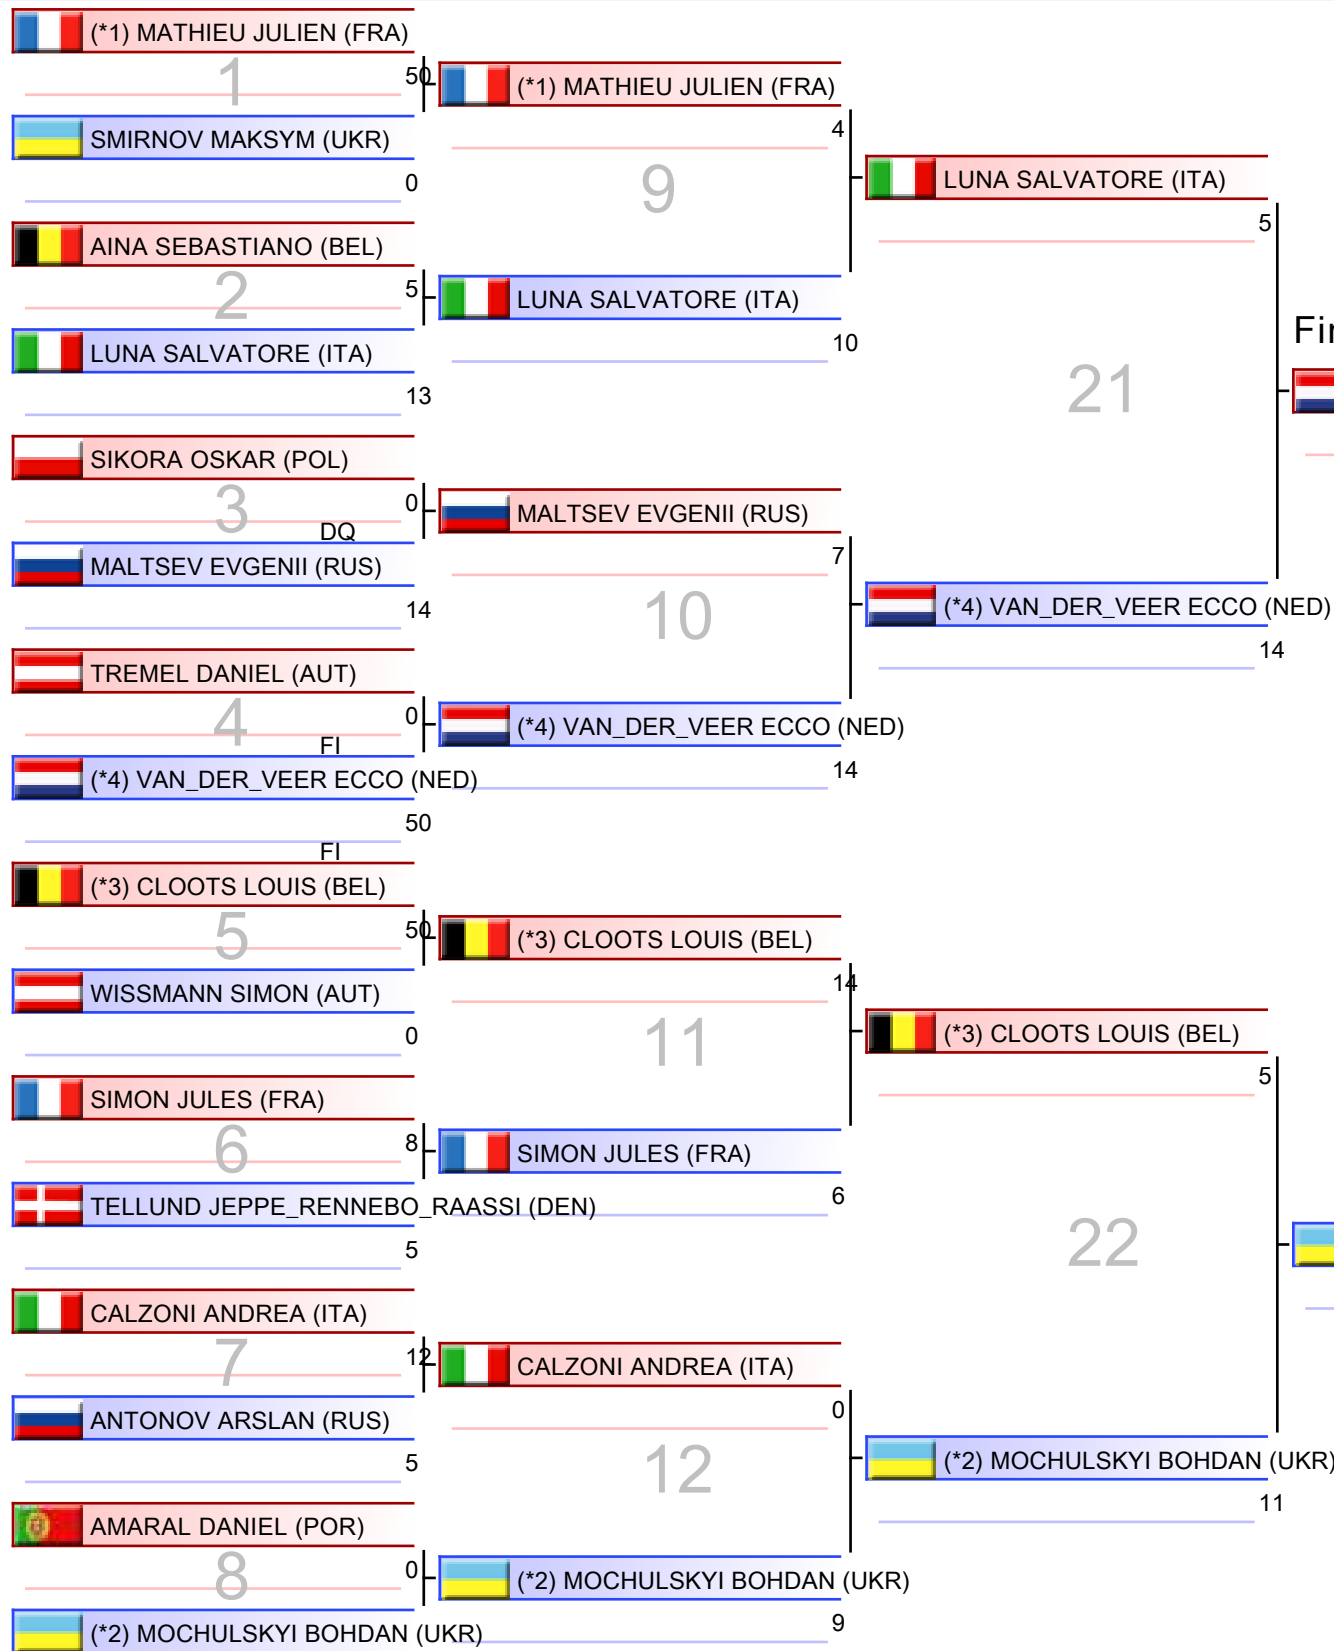 (*1) MATHIEU JULIEN (FRA)
1
50
SMIRNOV MAKSYM (UKR)
0
AINA SEBASTIANO (BEL)
2
5
LUNA SALVATORE (ITA)
13
SIKORA OSKAR (POL)
3
0
DQ
MALTSEV EVGENII (RUS)
14
TREMEL DANIEL (AUT)
4
0
FI
(*4) VAN_DER_VEER ECCO (NED)
50
FI
(*3) CLOOTS LOUIS (BEL)
5
50
WISSMANN SIMON (AUT)
0
SIMON JULES (FRA)
6
8
TELLUND JEPPE_RENNEBO_RAASSI (DEN)
5
CALZONI ANDREA (ITA)
7
12
ANTONOV ARSLAN (RUS)
5
AMARAL DANIEL (POR)
8
0
(*2) MOCHULSKYI BOHDAN (UKR)
(*1) MATHIEU JULIEN (FRA)
4
9
LUNA SALVATORE (ITA)
10
MALTSEV EVGENII (RUS)
7
10
(*4) VAN_DER_VEER ECCO (NED)
14
(*3) CLOOTS LOUIS (BEL)
14
11
SIMON JULES (FRA)
6
CALZONI ANDREA (ITA)
0
12
(*2) MOCHULSKYI BOHDAN (UKR)
9
LUNA SALVATORE (ITA)
5
21
(*4) VAN_DER_VEER ECCO (NED)
14
(*3) CLOOTS LOUIS (BEL)
5
22
(*2) MOCHULSKYI BOHDAN (UKR)
11